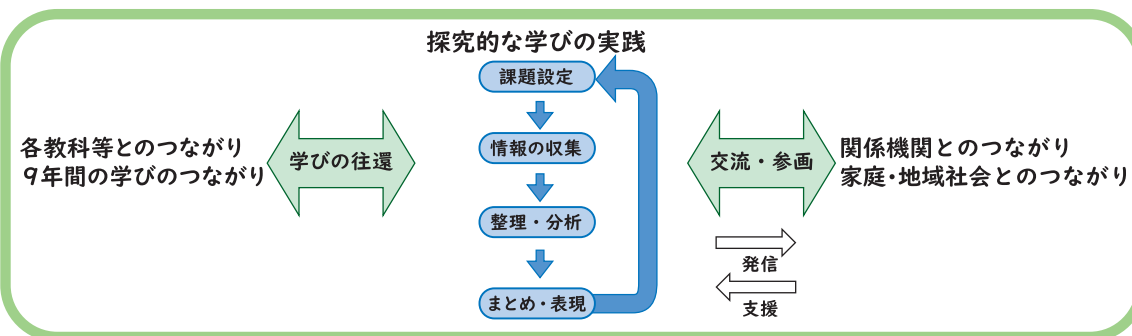 探究的な学びの実践
課題設定
情報の収集
整理・分析
まとめ・表現
各教科等とのつながり
9年間の学びのつながり
学びの往還
交流・参画
関係機関とのつながり
家庭・地域社会とのつながり
発信
支援